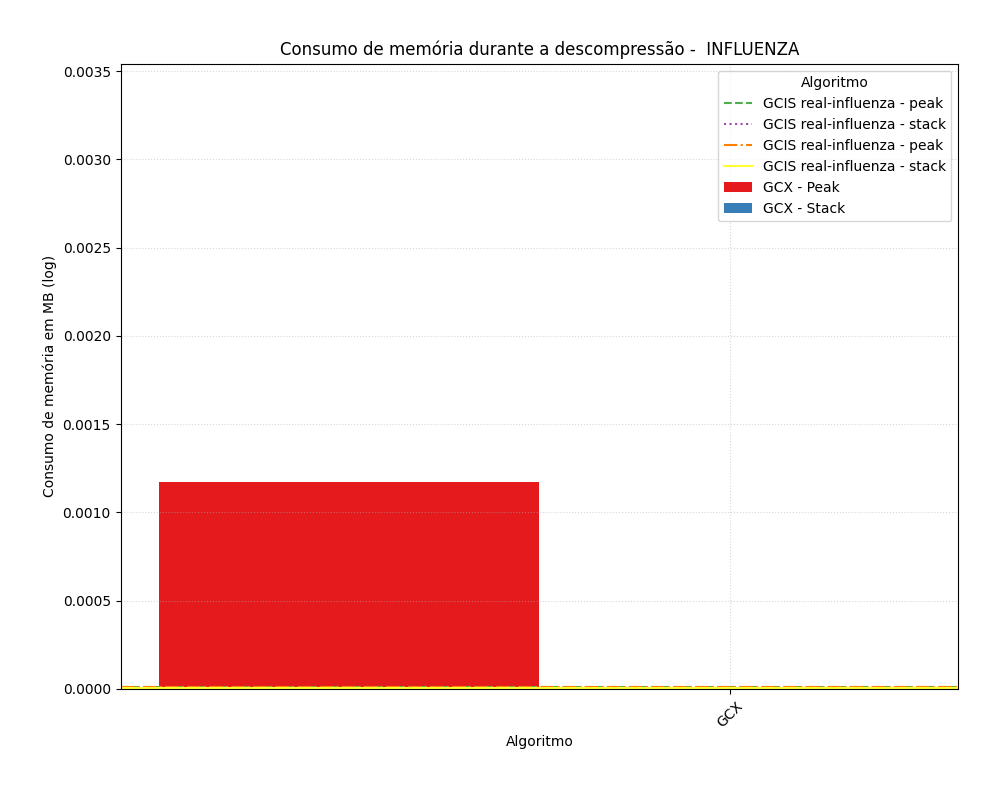 Consumo de memória durante a descompressão -  INFLUENZA
Consumo de memória em MB (log)
0.0035
0.0030
0.0025
0.0020
0.0015
0.0010
0.0005
0.0000
Algoritmo
GCIS real-influenza - peak
GCIS real-influenza - stack
GCIS real-influenza - peak
GCIS real-influenza - stack
GCX - Peak
GCX - Stack
GCX
Algoritmo